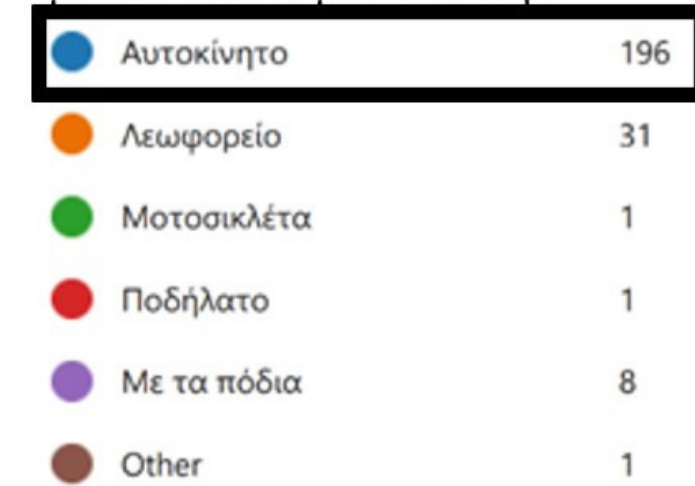 Αυτοκίνητο 196
Λεωφορείο 31
Μοτοσικλέτα 1
Ποδήλατο 1
Με τα πόδια 8
Other 1